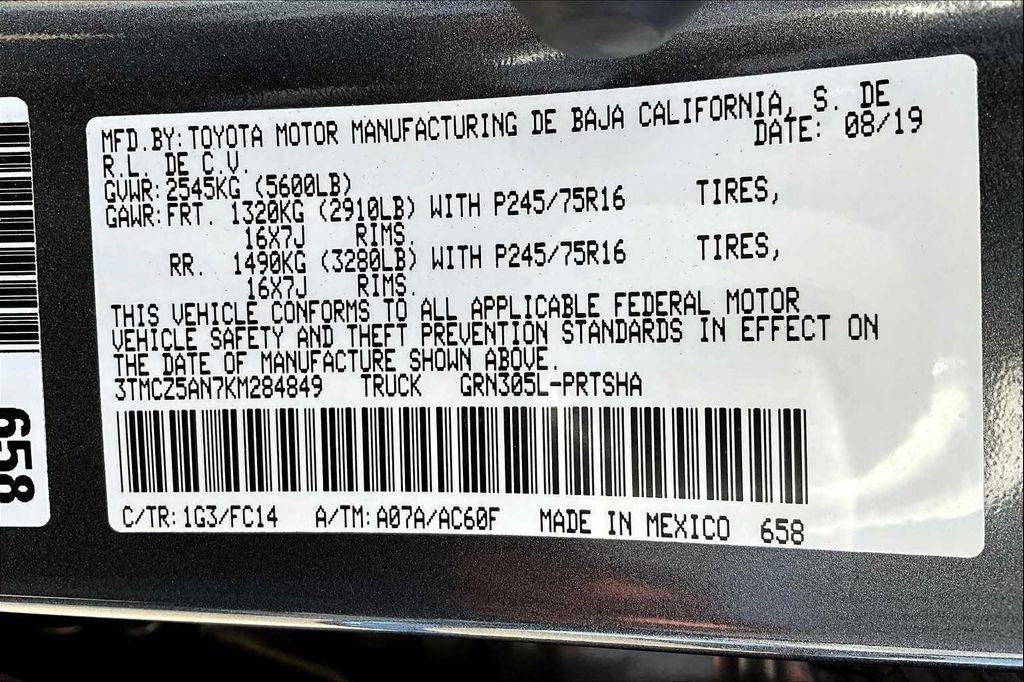 MFD.BY: TOYOTA MOTOR MANUFACTURING DE BAJA CALIFORNIA, S. DE
R.L. DE C.V. DATE: 08/19
GVWR: 2545KG (5600LB)
GAWR: FRT. 1320KG (2910LB) WITH P245/75R16 TIRES,
16X7J RIMS.
RR. 1490KG (3280LB) WITH P245/75R16 TIRES,
16X7J RIMS.
THIS VEHICLE CONFORMS TO ALL APPLICABLE FEDERAL MOTOR
VEHICLE SAFETY AND THEFT PREVENTION STANDARDS IN EFFECT ON
THE DATE OF MANUFACTURE SHOWN ABOVE.
3TMCZ5AN7KM284849 TRUCK GRN305L-PRTSHA
C/TR: 1G3/FC14 A/TM: A07A/AC60F MADE IN MEXICO 658
658